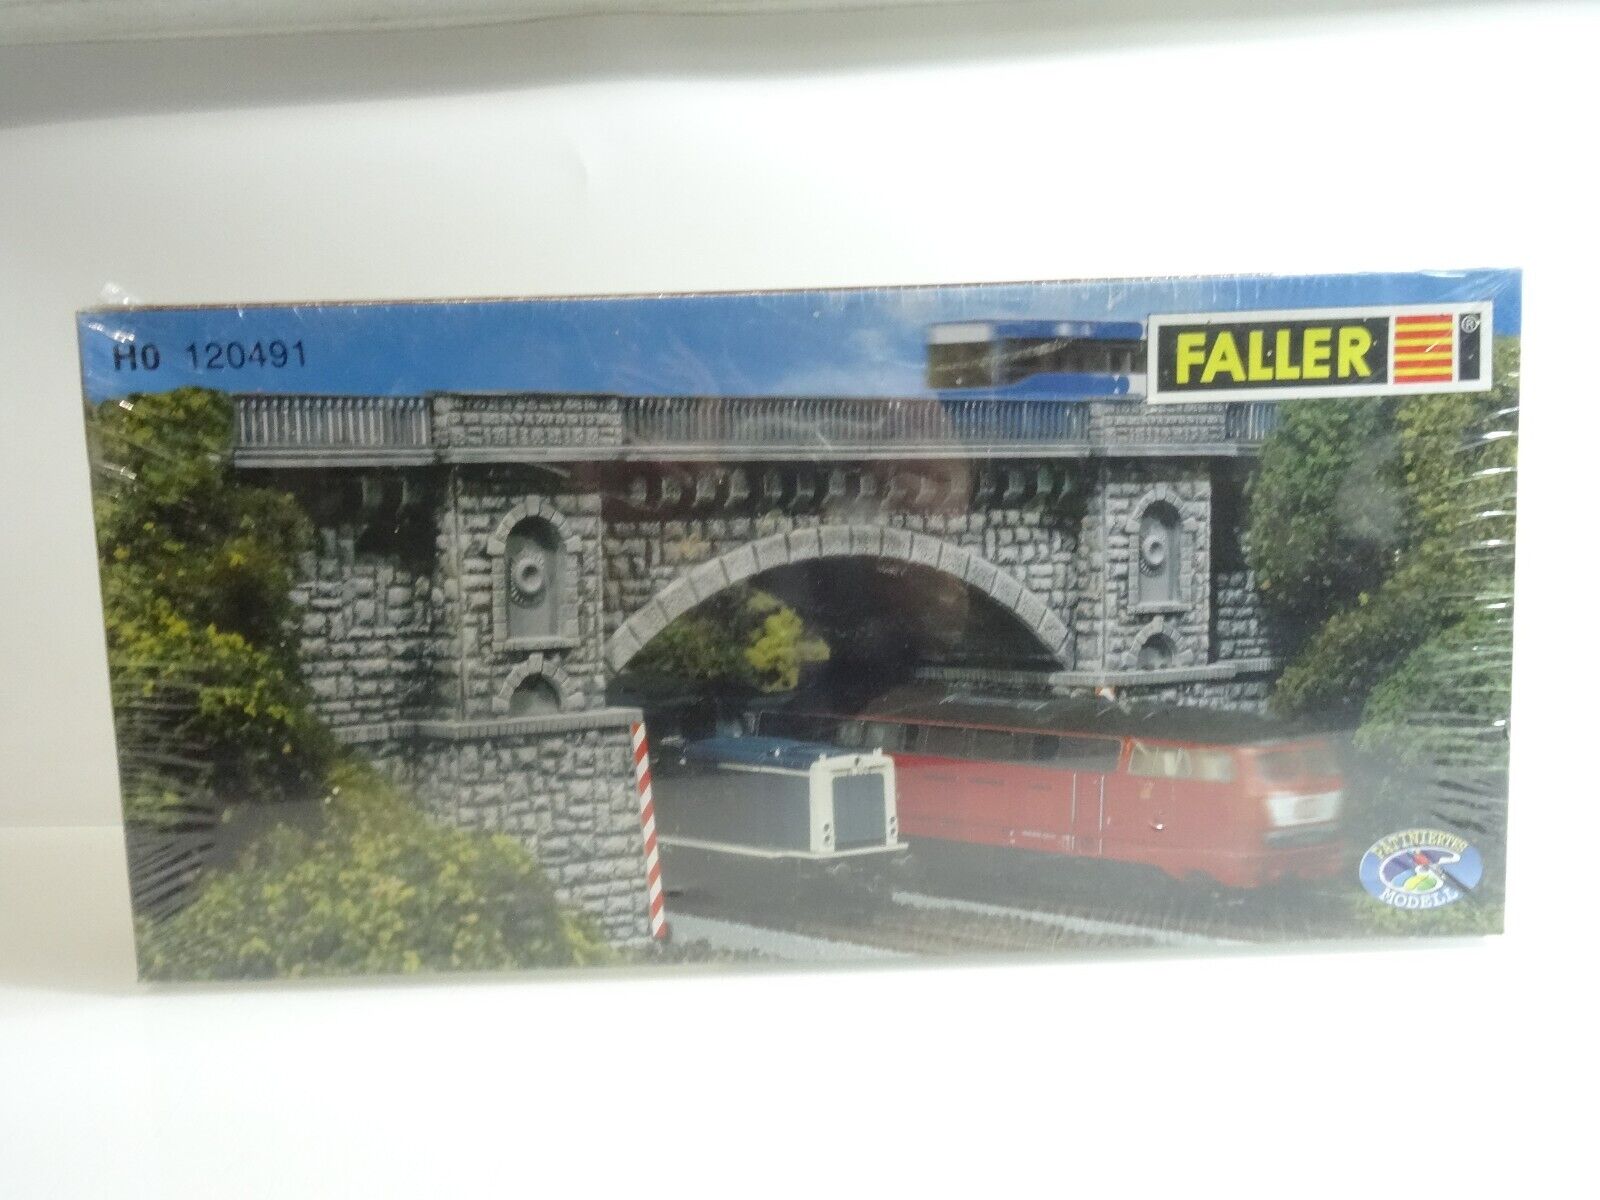 H0 120491
FALLER ®
PATINIERTES
MODELL